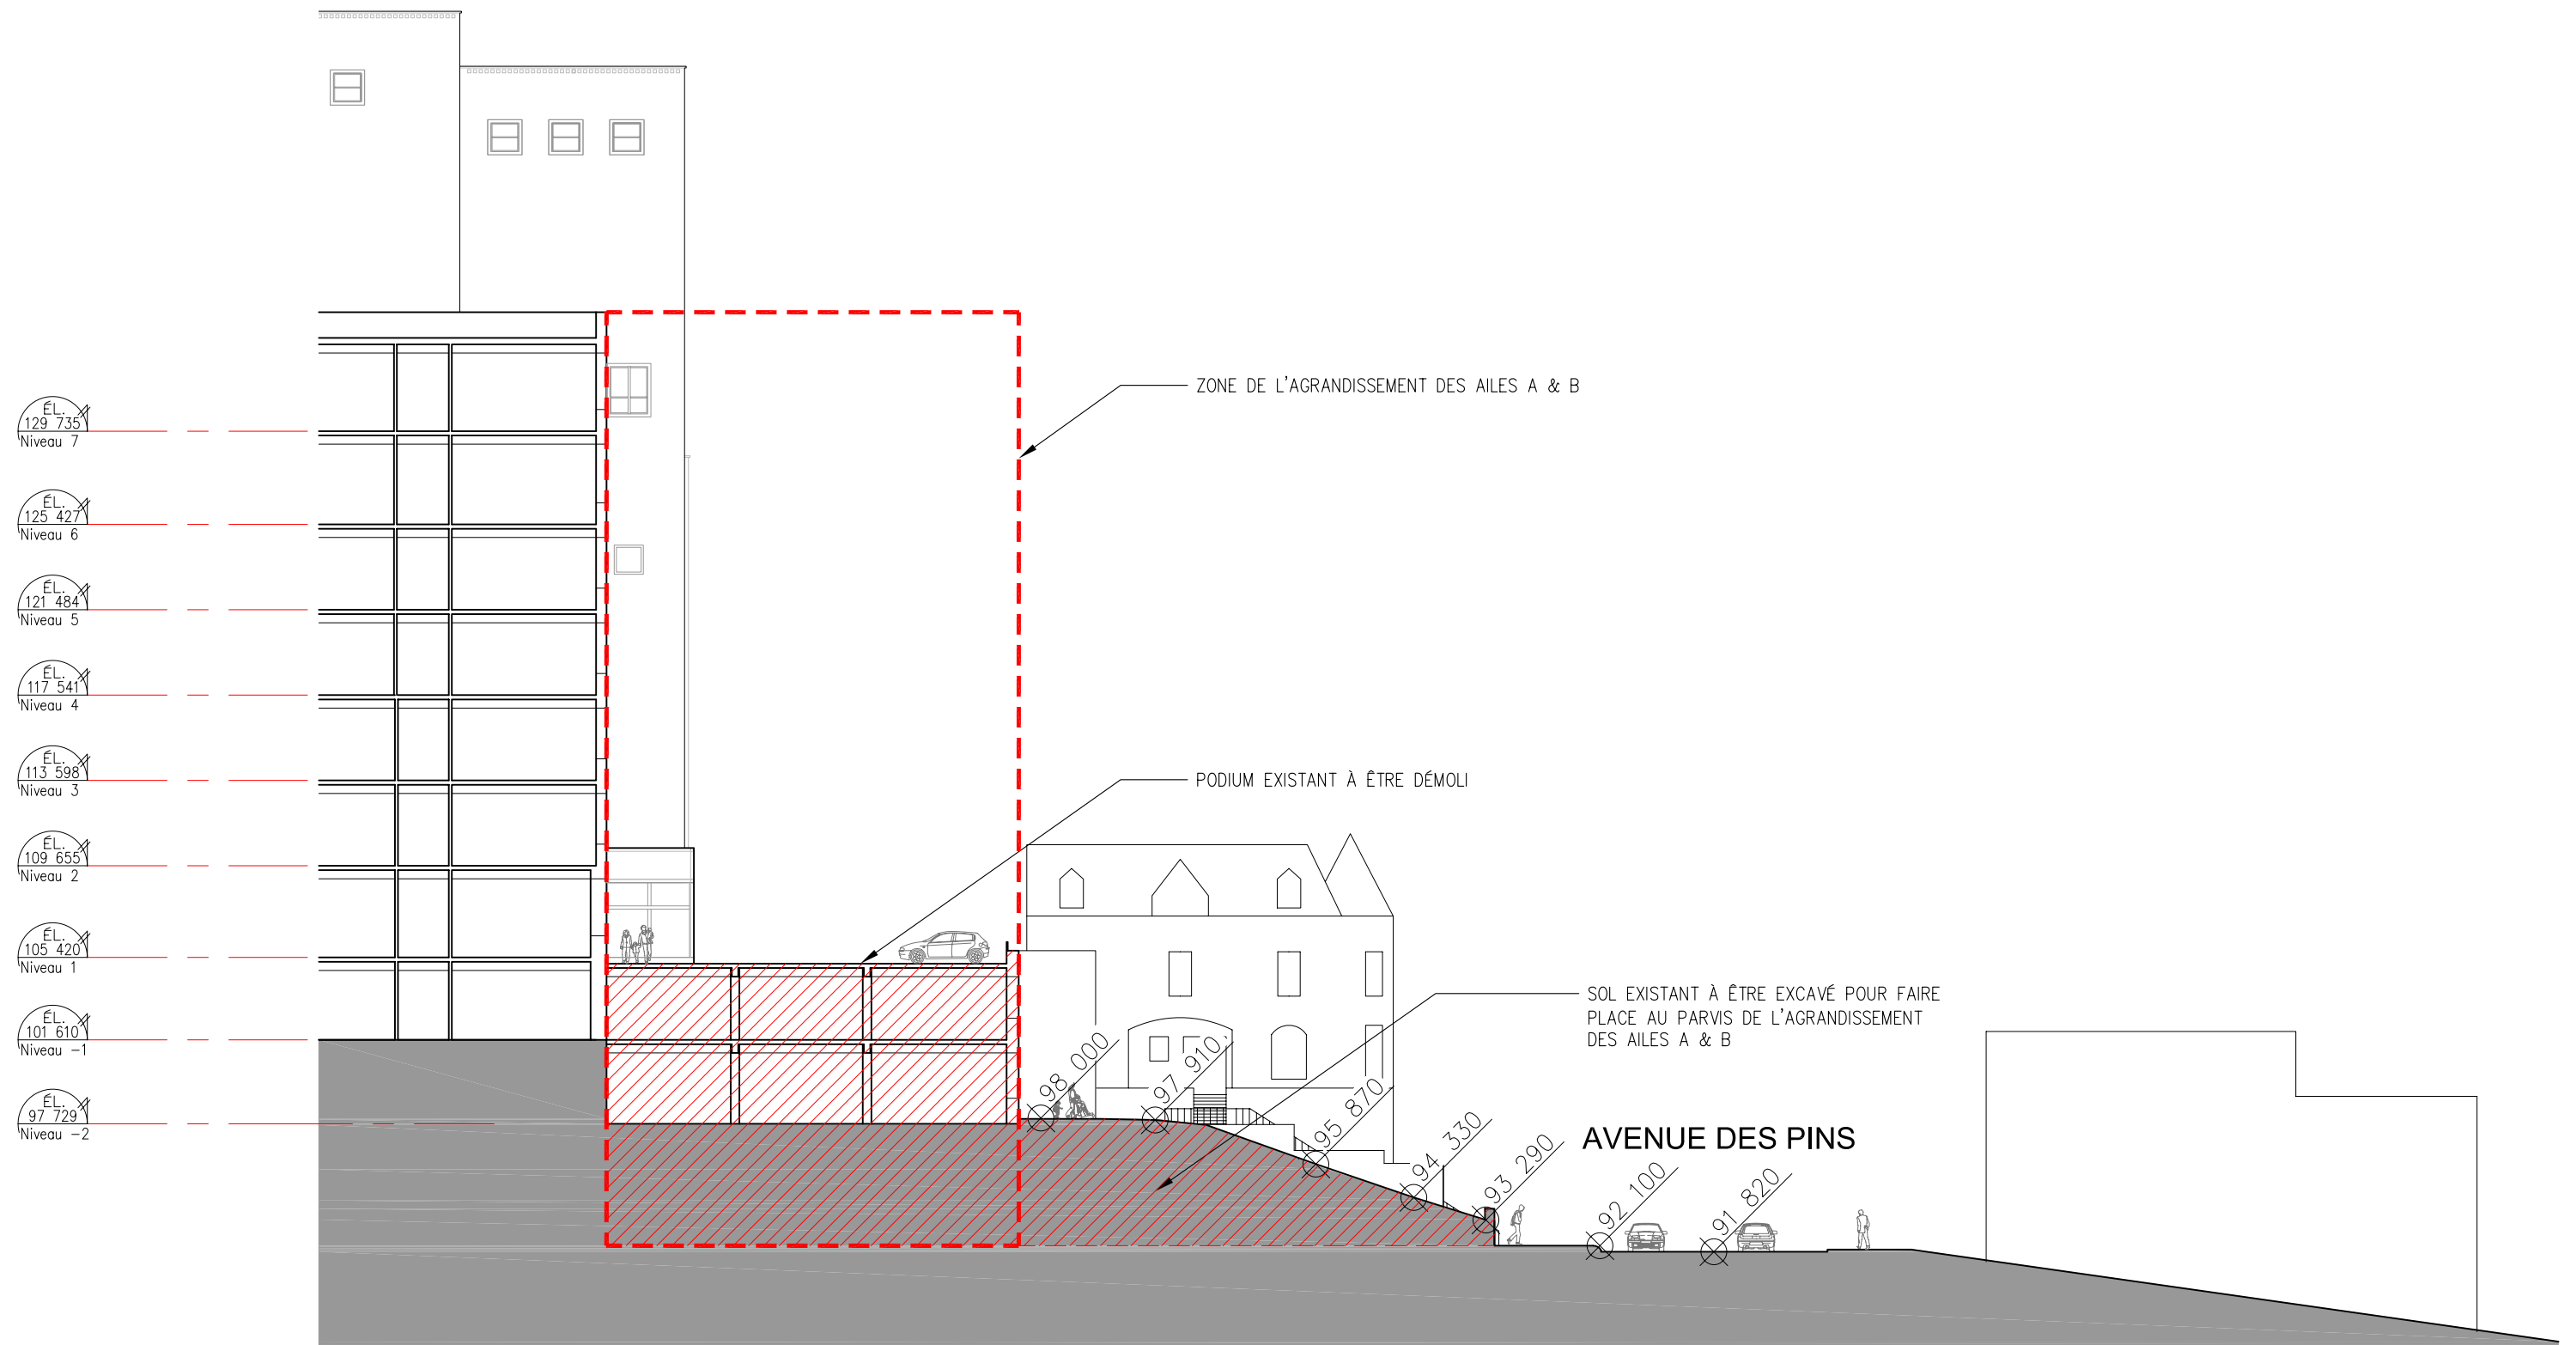 ÉL.
129 735
Niveau 7
ÉL.
125 427
Niveau 6
ÉL.
121 484
Niveau 5
ÉL.
117 541
Niveau 4
ÉL.
113 598
Niveau 3
ÉL.
109 655
Niveau 2
ÉL.
105 420
Niveau 1
ÉL.
101 610
Niveau -1
ÉL.
97 729
Niveau -2
ZONE DE L'AGRANDISSEMENT DES AILES A & B
PODIUM EXISTANT À ÊTRE DÉMOLI
SOL EXISTANT À ÊTRE EXCAVÉ POUR FAIRE
PLACE AU PARVIS DE L'AGRANDISSEMENT
DES AILES A & B
98 000
97 910
95 870
94 330
93 290
AVENUE DES PINS
92 100
91 820